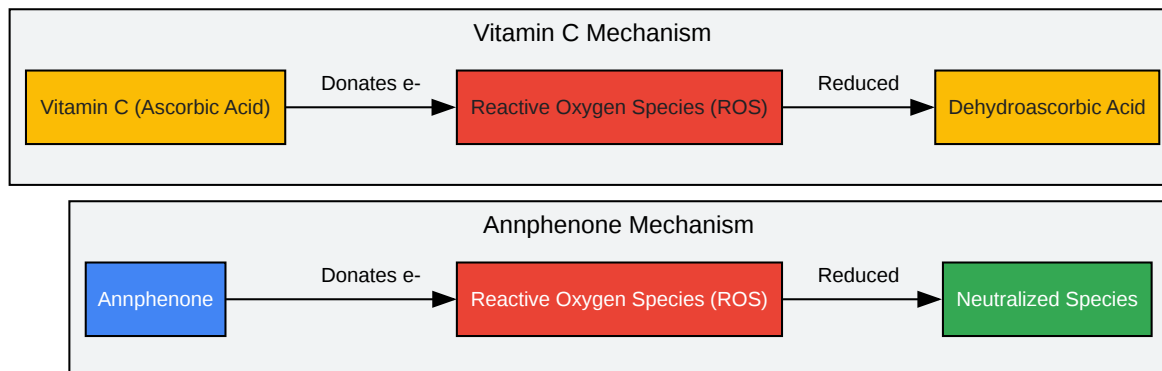 Vitamin C Mechanism
Vitamin C (Ascorbic Acid)
Donates e-
Reactive Oxygen Species (ROS)
Reduced
Dehydroascorbic Acid
Annphenone Mechanism
Annphenone
Donates e-
Reactive Oxygen Species (ROS)
Reduced
Neutralized Species